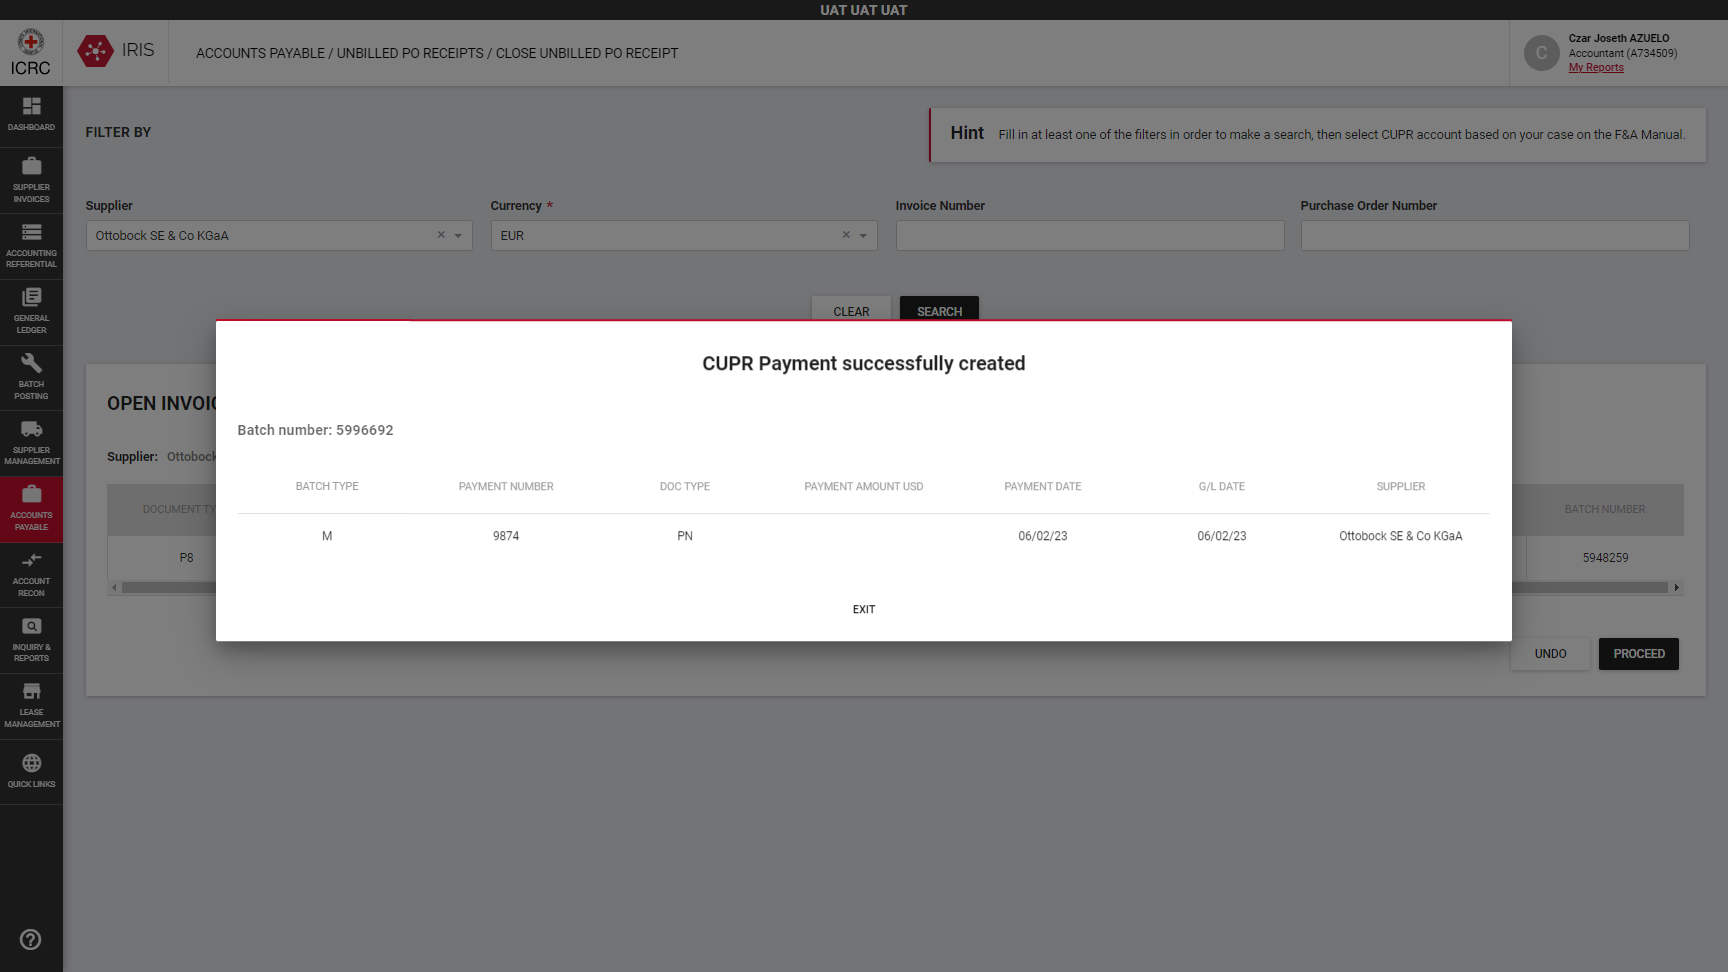 UAT UAT UAT
ICRC
IRIS
ACCOUNTS PAYABLE / UNBILLED PO RECEIPTS / CLOSE UNBILLED PO RECEIPT
C
Czar Joseth AZUELO
Accountant (A734509)
My Reports
DASHBOARD
SUPPLIER
INVOICES
ACCOUNTING
REFERENTIAL
GENERAL
LEDGER
BATCH
POSTING
SUPPLIER
MANAGEMENT
ACCOUNTS
PAYABLE
ACCOUNT
RECON
INQUIRY &
REPORTS
LEASE
MANAGEMENT
QUICK LINKS
FILTER BY
Hint Fill in at least one of the filters in order to make a search, then select CUPR account based on your case on the F&A Manual.
Supplier Currency * Invoice Number Purchase Order Number
Ottobock SE & Co KGaA × EUR ×
CLEAR SEARCH
CUPR Payment successfully created
Batch number: 5996692
BATCH TYPE PAYMENT NUMBER DOC TYPE PAYMENT AMOUNT USD PAYMENT DATE G/L DATE SUPPLIER
M 9874 PN 06/02/23 06/02/23 Ottobock SE & Co KGaA
EXIT
OPEN INVOIC
Supplier: Ottobock
DOCUMENT TY BATCH NUMBER
P8 5948259
UNDO PROCEED